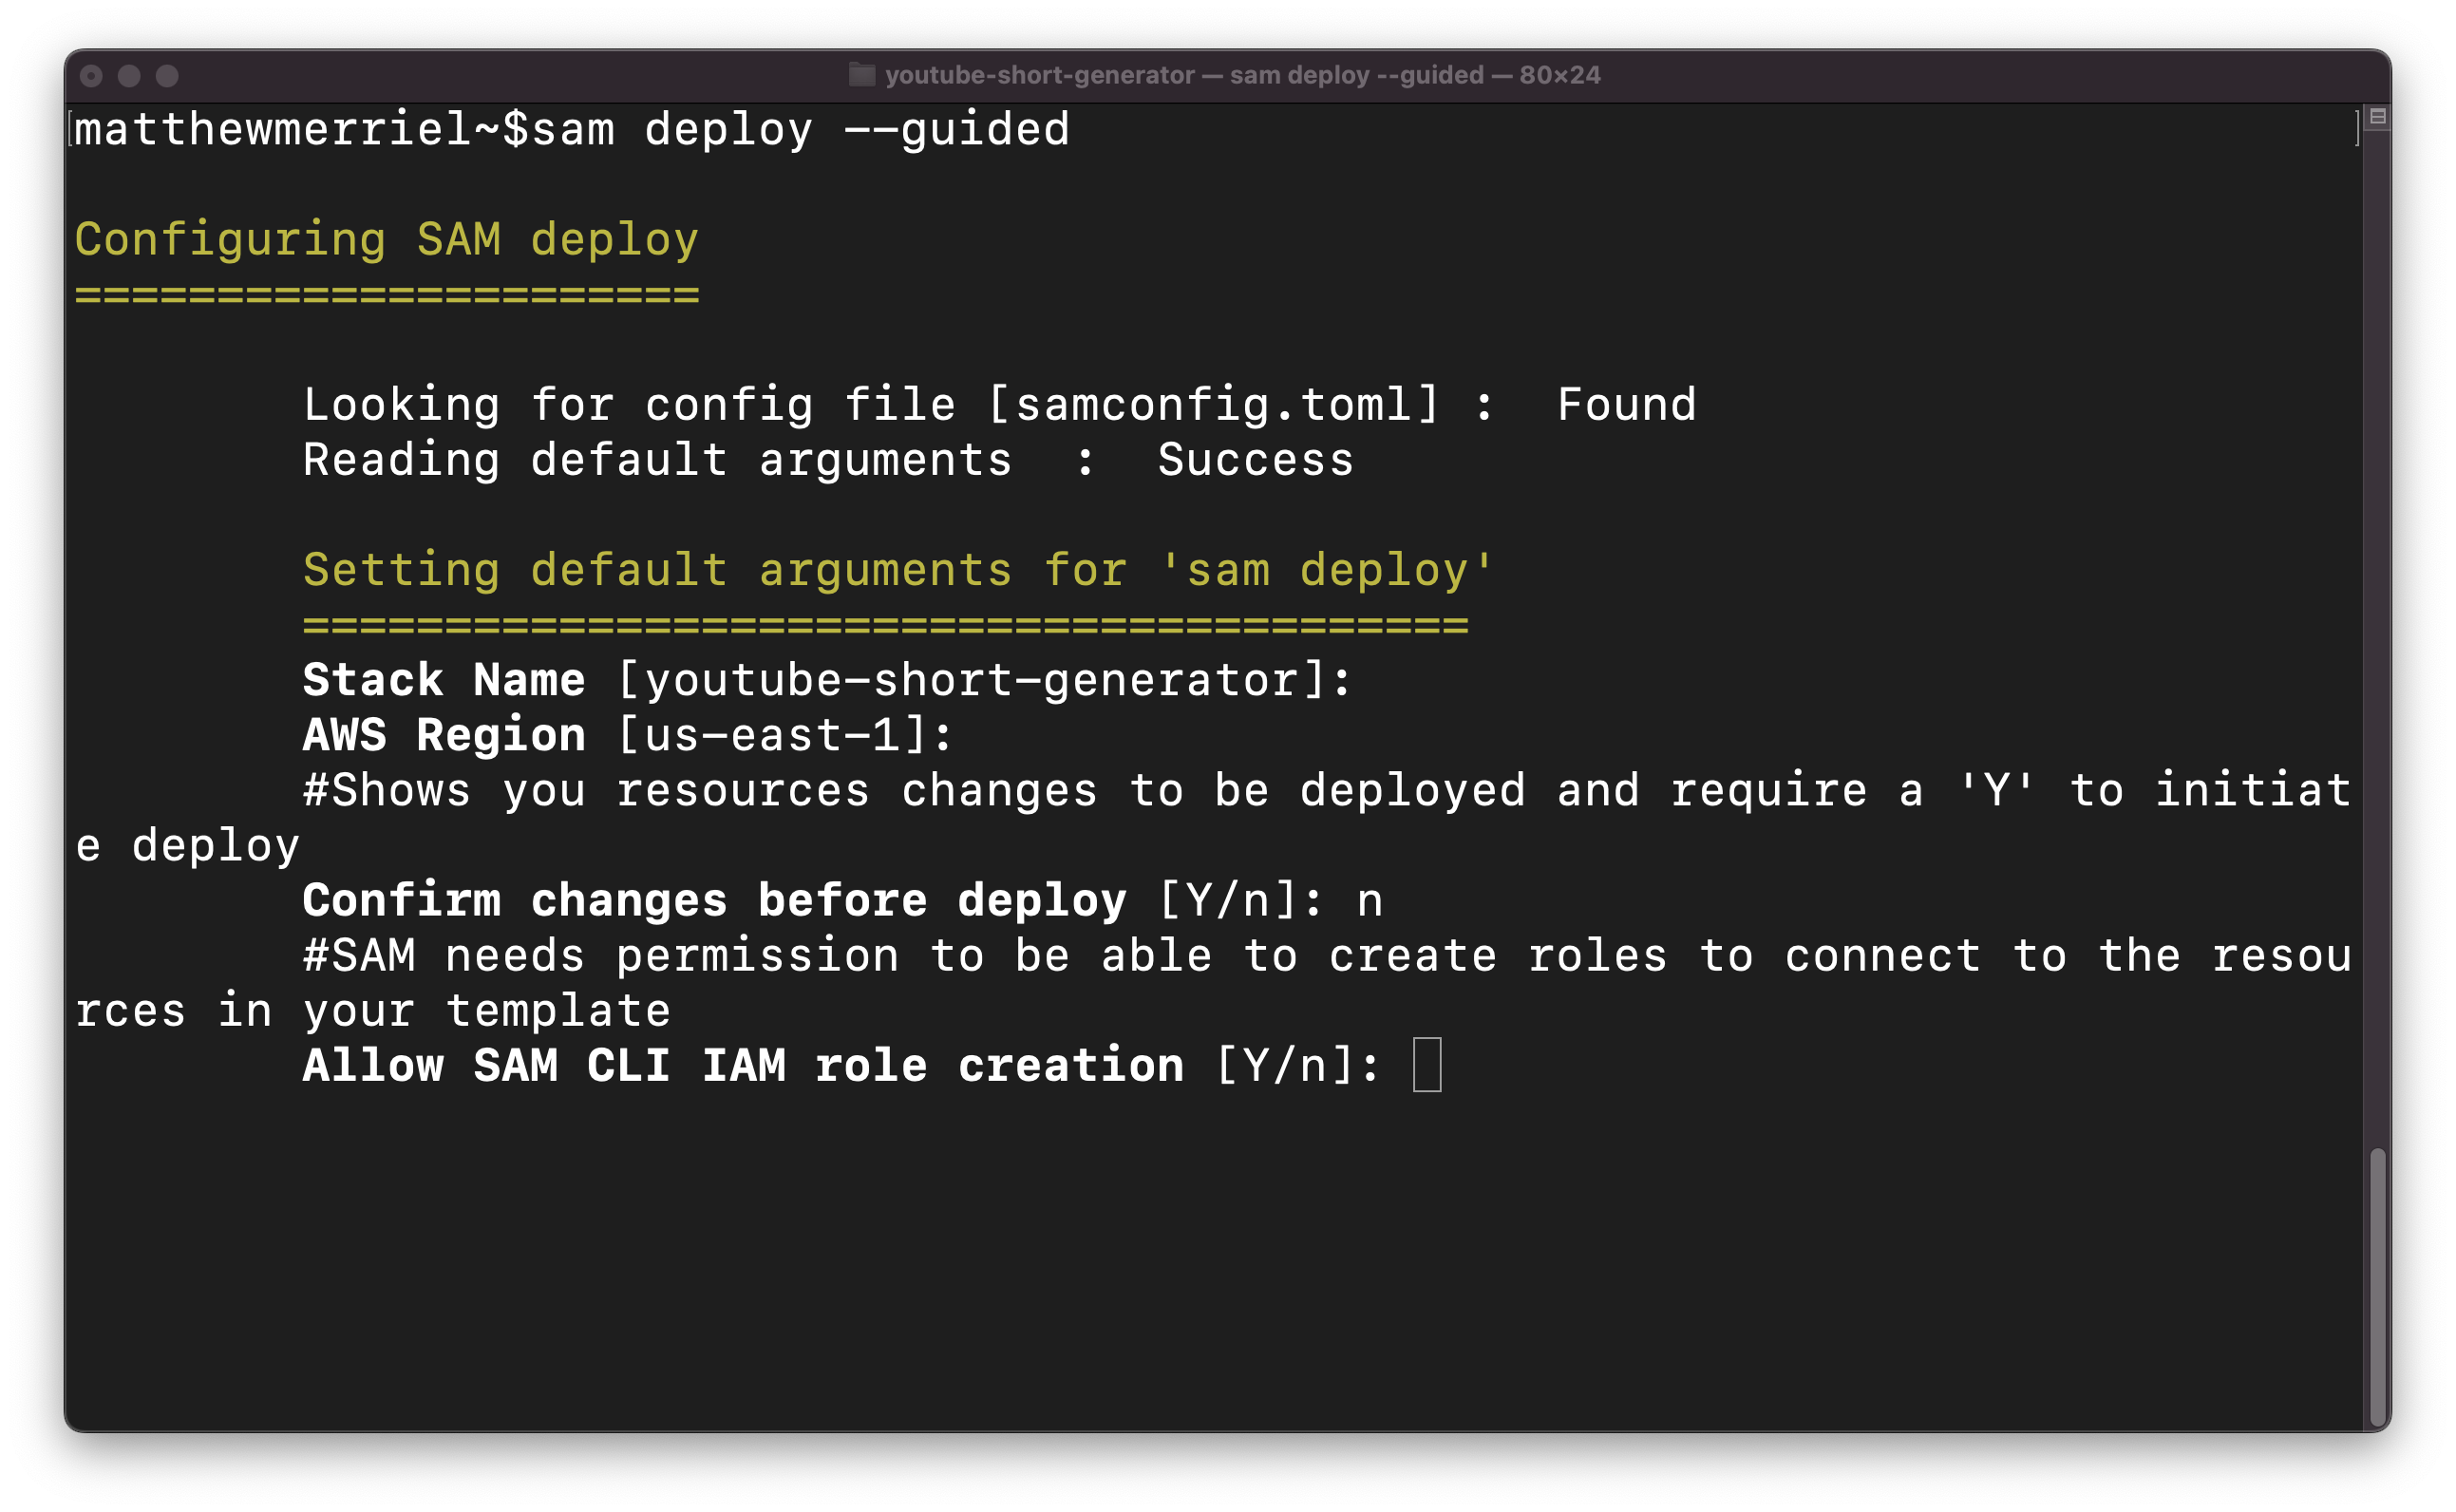 youtube-short-generator — sam deploy --guided — 80×24
[matthewmerriel~$sam deploy --guided ]
Configuring SAM deploy
======================
Looking for config file [samconfig.toml] :  Found
Reading default arguments  :  Success
Setting default arguments for 'sam deploy'
=========================================
Stack Name [youtube-short-generator]:
AWS Region [us-east-1]:
#Shows you resources changes to be deployed and require a 'Y' to initiat
e deploy
Confirm changes before deploy [Y/n]: n
#SAM needs permission to be able to create roles to connect to the resou
rces in your template
Allow SAM CLI IAM role creation [Y/n]: